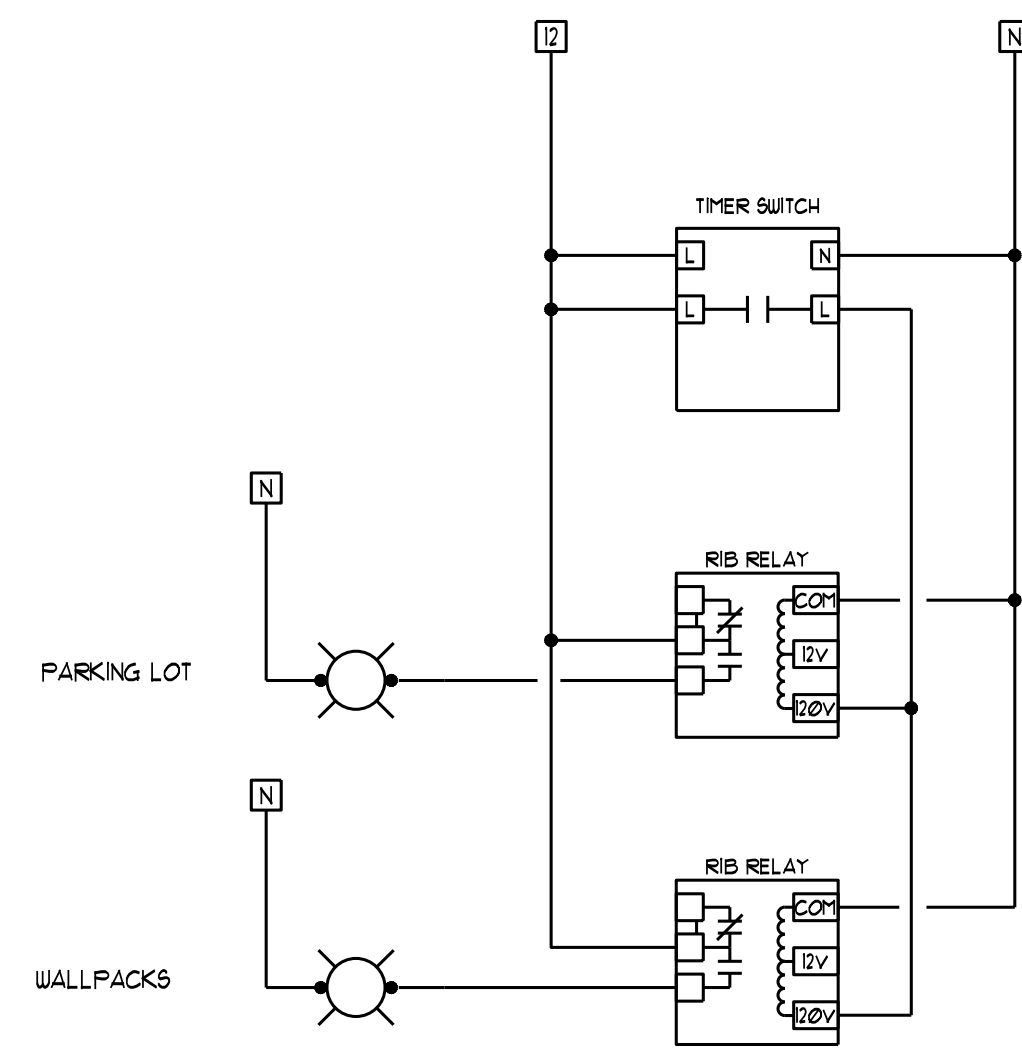 12
N
TIMER SWITCH
L
N
L
L
N
RIB RELAY
COM
12V
120V
PARKING LOT
N
RIB RELAY
COM
12V
120V
WALLPACKS